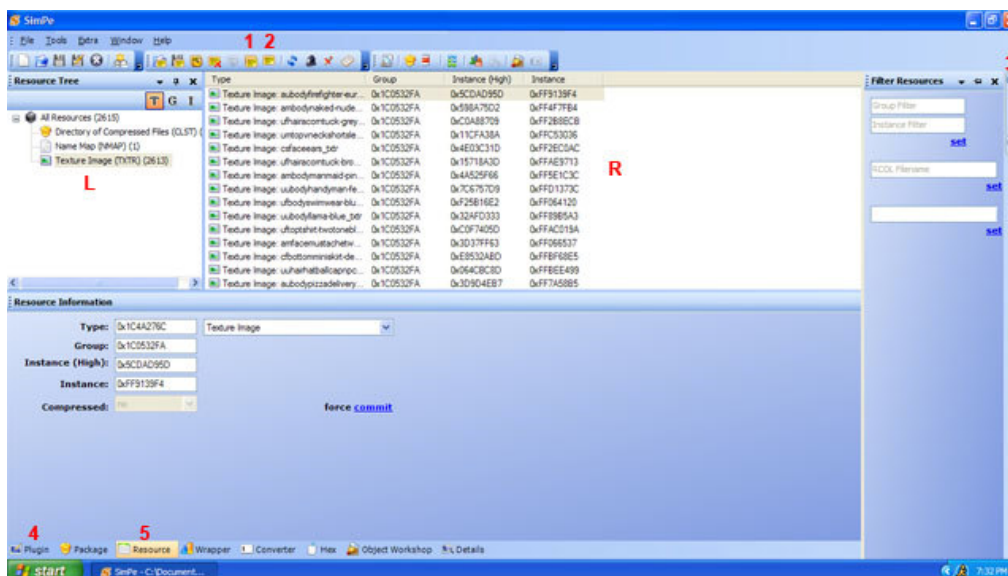 SimPe
File Tools Extra Window Help
1 2
Resource Tree
T G I
All Resources (2615)
Directory of Compressed Files (CLST) (
Name Map (NMAP) (1)
Texture Image (TXTR) (2613)
L
Type Group Instance (High) Instance
Texture Image: aubodyfirefighter-eur... 0x1C0532FA 0x5CDAD95D 0xFF9139F4
Texture Image: ambodynaked-nude... 0x1C0532FA 0x598A75D2 0xFF4F7FB4
Texture Image: ufhairacorntuck-grey... 0x1C0532FA 0xC0A88709 0xFF2B8ECB
Texture Image: 0x1C0532FA 0x11CFA38A 0xFFC53036
Texture Image: csfaceears_txtr 0x1C0532FA 0x4E03C31D 0xFF2EC0AC
Texture Image: ufhairacorntuck-bro... 0x1C0532FA 0x15718A3D 0xFFAE9713
Texture Image: ambodymanmaid-pin... 0x1C0532FA 0x4A525F66 0xFF5E1C3C
Texture Image: uubodyhandyman-fe... 0x1C0532FA 0x7C6757D9 0xFFD1373C
Texture Image: ufbodyswimwear-blu... 0x1C0532FA 0xF25B16E2 0xFF064120
Texture Image: uubodyllama-blue_txtr 0x1C0532FA 0x32AFD333 0xFF89B5A3
Texture Image: uftoptshirt-twotonebl... 0x1C0532FA 0xC0F7405D 0xFFAC019A
Texture Image: amfacemustachetw... 0x1C0532FA 0x3D37FF63 0xFF066537
Texture Image: cfbottomminiskirt-de... 0x1C0532FA 0xE8532ABD 0xFFBF68E5
Texture Image: uuhairhatballcapnpc... 0x1C0532FA 0x064CBC8D 0xFFBEE499
Texture Image: aubodypizzadelivery... 0x1C0532FA 0x3D9D4EB7 0xFF7A58B5
R
Filter Resources
Group Filter
Instance Filter
set
RCOL Filename
set
set
Resource Information
Type: 0x1C4A276C Texture Image
Group: 0x1C0532FA
Instance (High): 0x5CDAD95D
Instance: 0xFF9139F4
Compressed: no
force commit
4 5
Plugin Package Resource Wrapper Converter Hex Object Workshop Details
start SimPe - C:\Document... 7:32 PM